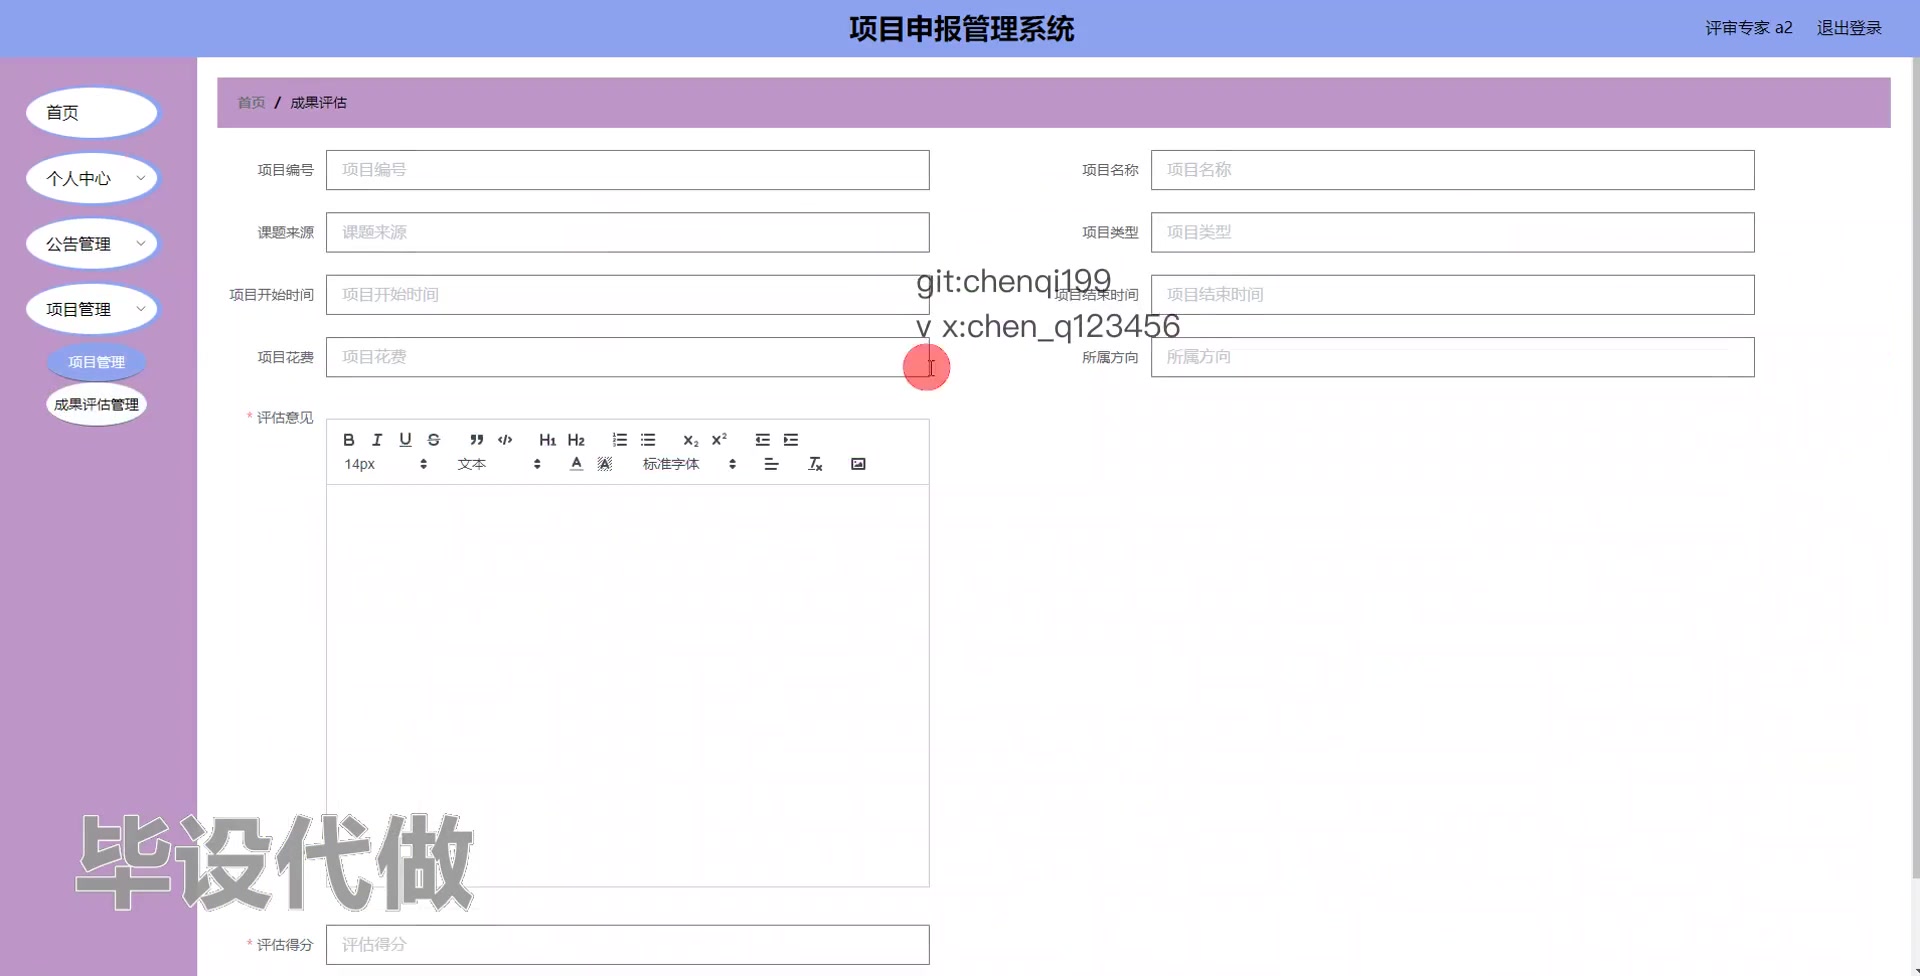 项目申报管理系统
评审专家 a2 退出登录
首页
个人中心
公告管理
项目管理
项目管理
成果评估管理
首页 / 成果评估
项目编号 项目编号
项目名称 项目名称
课题来源 课题来源
项目类型 项目类型
项目开始时间 项目开始时间
项目结束时间 项目结束时间
git:chenqi199
v x:chen_q123456
项目花费 项目花费
所属方向 所属方向
* 评估意见
B I U S H1 H2 X2 X2
14px 文本 A A 标准字体 Tx
毕设代做
* 评估得分 评估得分